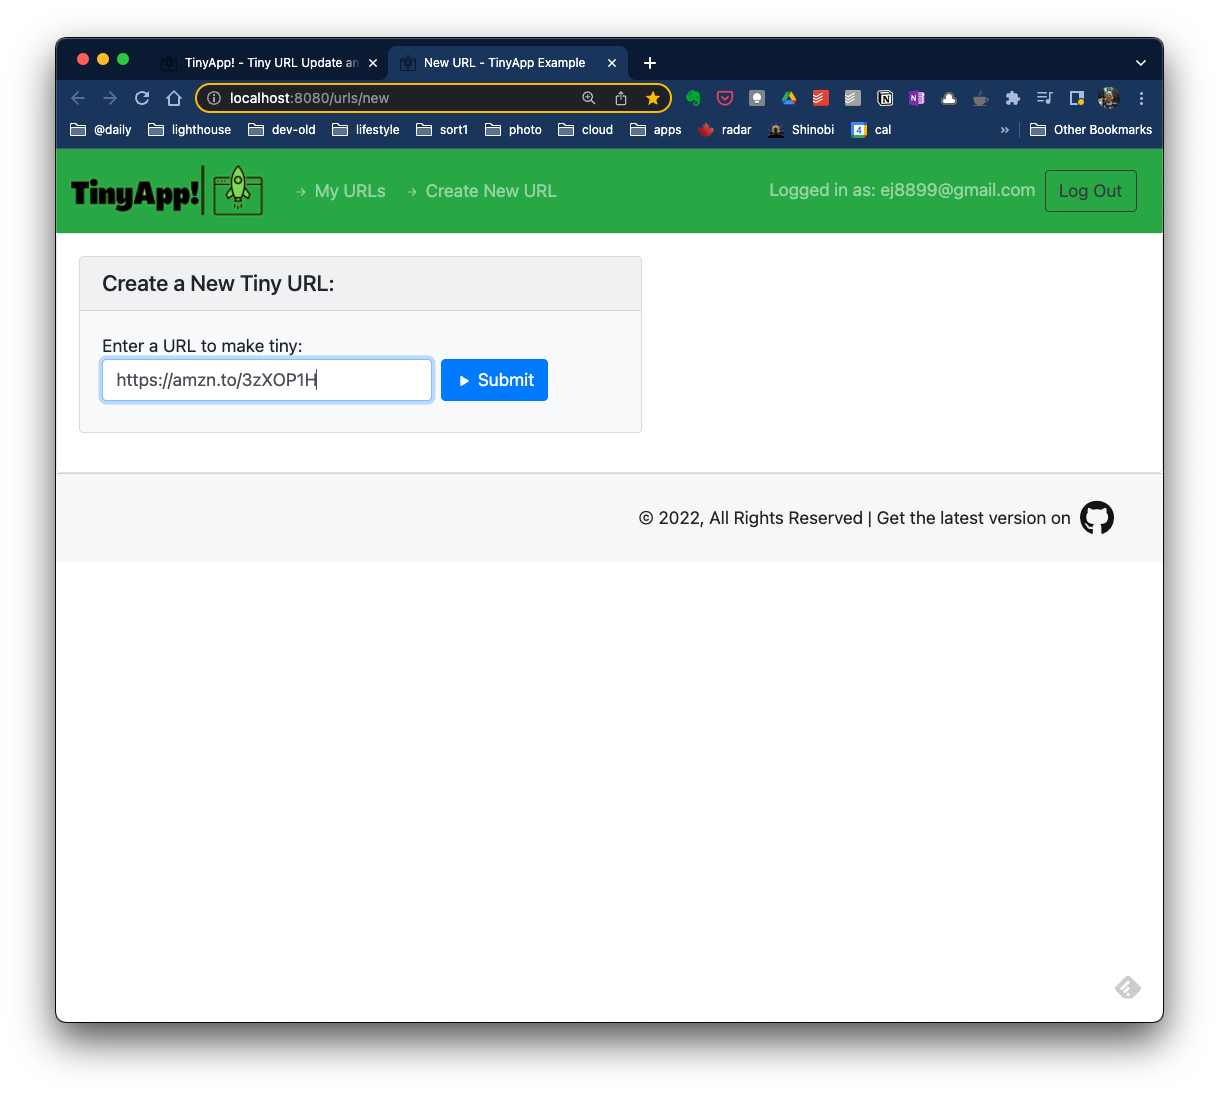 TinyApp! - Tiny URL Update an
New URL - TinyApp Example
localhost:8080/urls/new
@daily lighthouse dev-old lifestyle sort1 photo cloud apps radar Shinobi 4 cal » Other Bookmarks
TinyApp! → My URLs → Create New URL Logged in as: ej8899@gmail.com Log Out
Create a New Tiny URL:
Enter a URL to make tiny:
https://amzn.to/3zXOP1H Submit
© 2022, All Rights Reserved | Get the latest version on